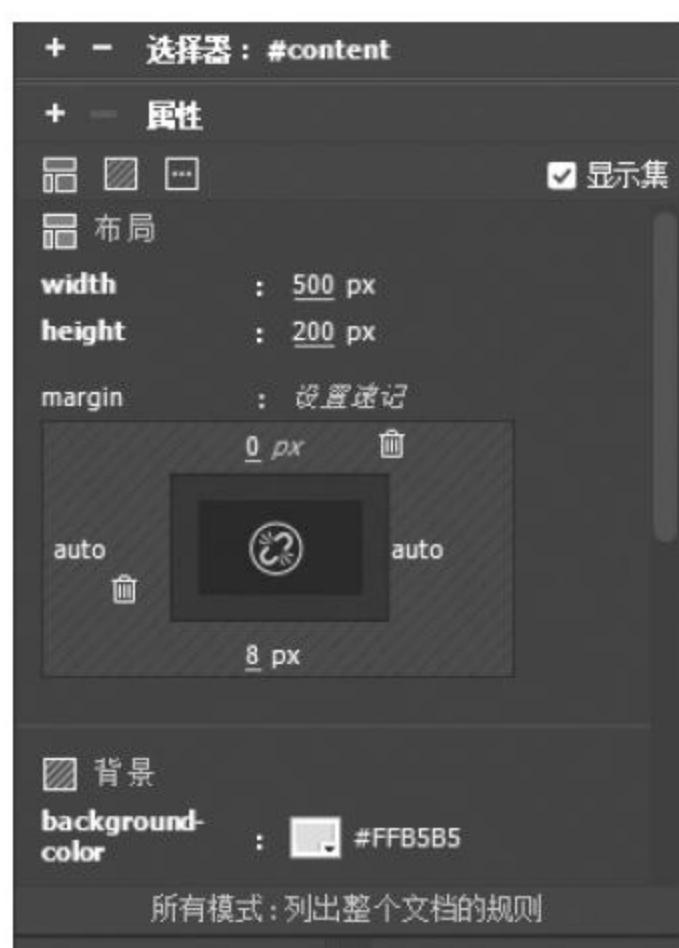 + − 选择器 : #content
+ − 属性
显示集
布局
width : 500 px
height : 200 px
margin : 设置速记
0 px
auto auto
8 px
背景
background-
color : #FFB5B5
所有模式:列出整个文档的规则